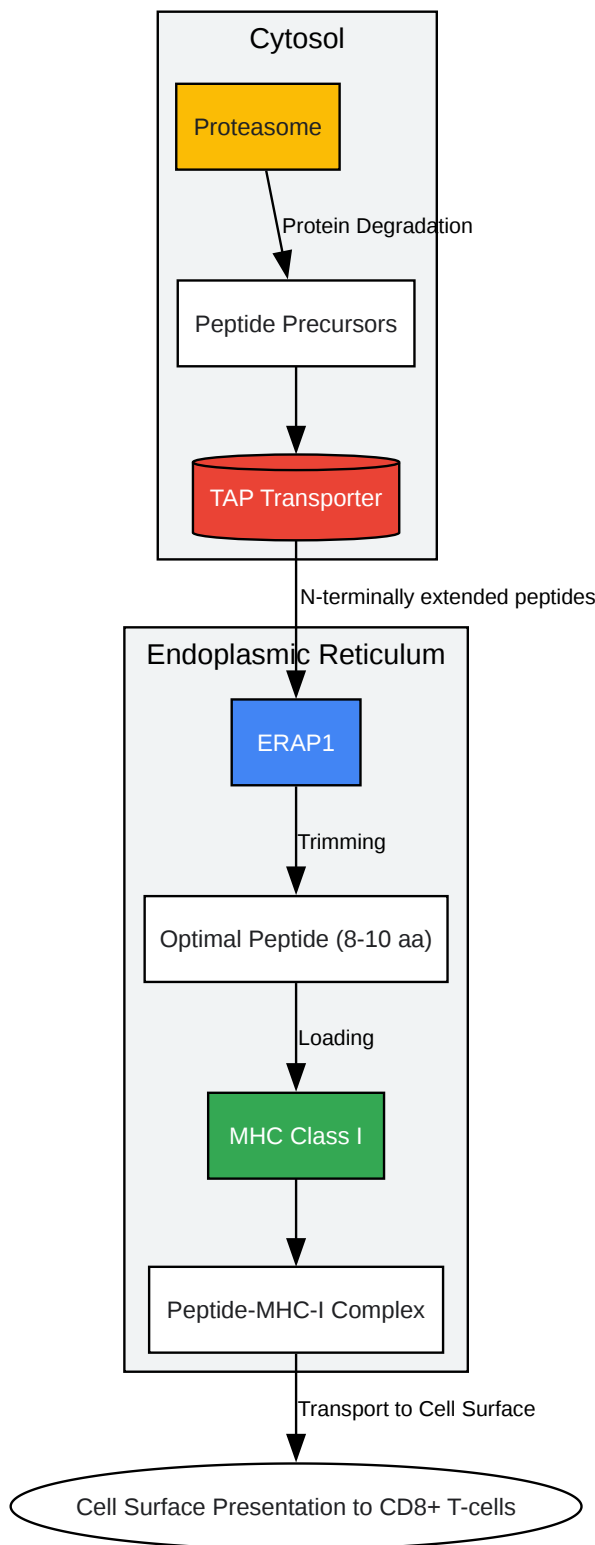 Cytosol
Proteasome
Protein Degradation
Peptide Precursors
TAP Transporter
N-terminally extended peptides
Endoplasmic Reticulum
ERAP1
Trimming
Optimal Peptide (8-10 aa)
Loading
MHC Class I
Peptide-MHC-I Complex
Transport to Cell Surface
Cell Surface Presentation to CD8+ T-cells